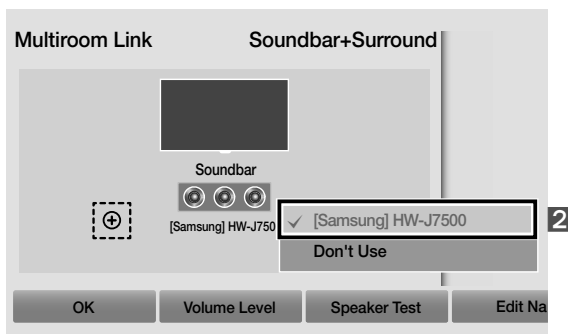 Multiroom Link
Soundbar+Surround
Soundbar
[Samsung] HW-J750
[Samsung] HW-J7500
Don't Use
2
OK
Volume Level
Speaker Test
Edit Na